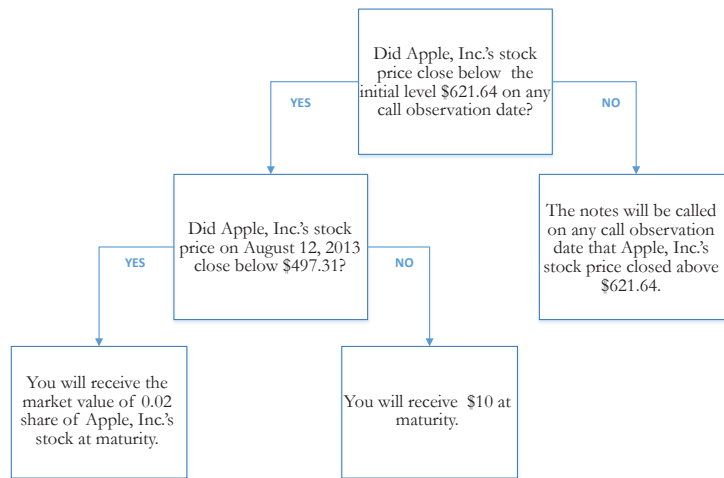 Did Apple, Inc.'s stock
price close below the
initial level $621.64 on any
call observation date?
YES
NO
Did Apple, Inc.'s stock
price on August 12, 2013
close below $497.31?
The notes will be called
on any call observation
date that Apple, Inc.'s
stock price closed above
$621.64.
YES
NO
You will receive the
market value of 0.02
share of Apple, Inc.'s
stock at maturity.
You will receive $10 at
maturity.